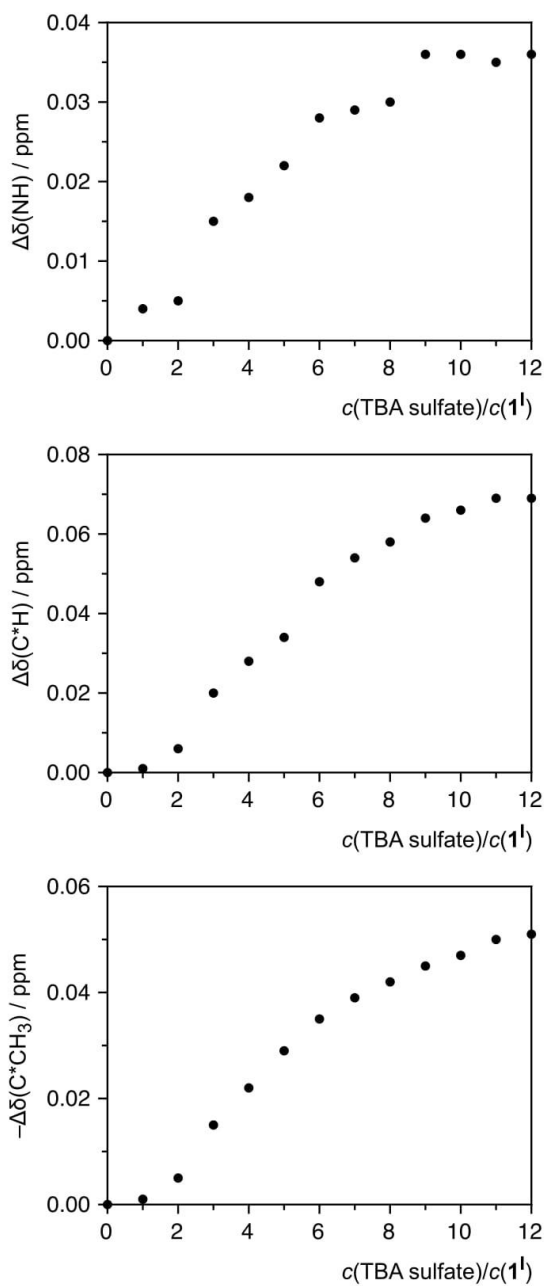 0.04
0.03
0.02
0.01
0.00
Δδ(NH) / ppm
0 2 4 6 8 10 12
c(TBA sulfate)/c(1ᴵ)
0.08
0.06
0.04
0.02
0.00
Δδ(C*H) / ppm
0 2 4 6 8 10 12
c(TBA sulfate)/c(1ᴵ)
0.06
0.04
0.02
0.00
–Δδ(C*CH₃) / ppm
0 2 4 6 8 10 12
c(TBA sulfate)/c(1ᴵ)